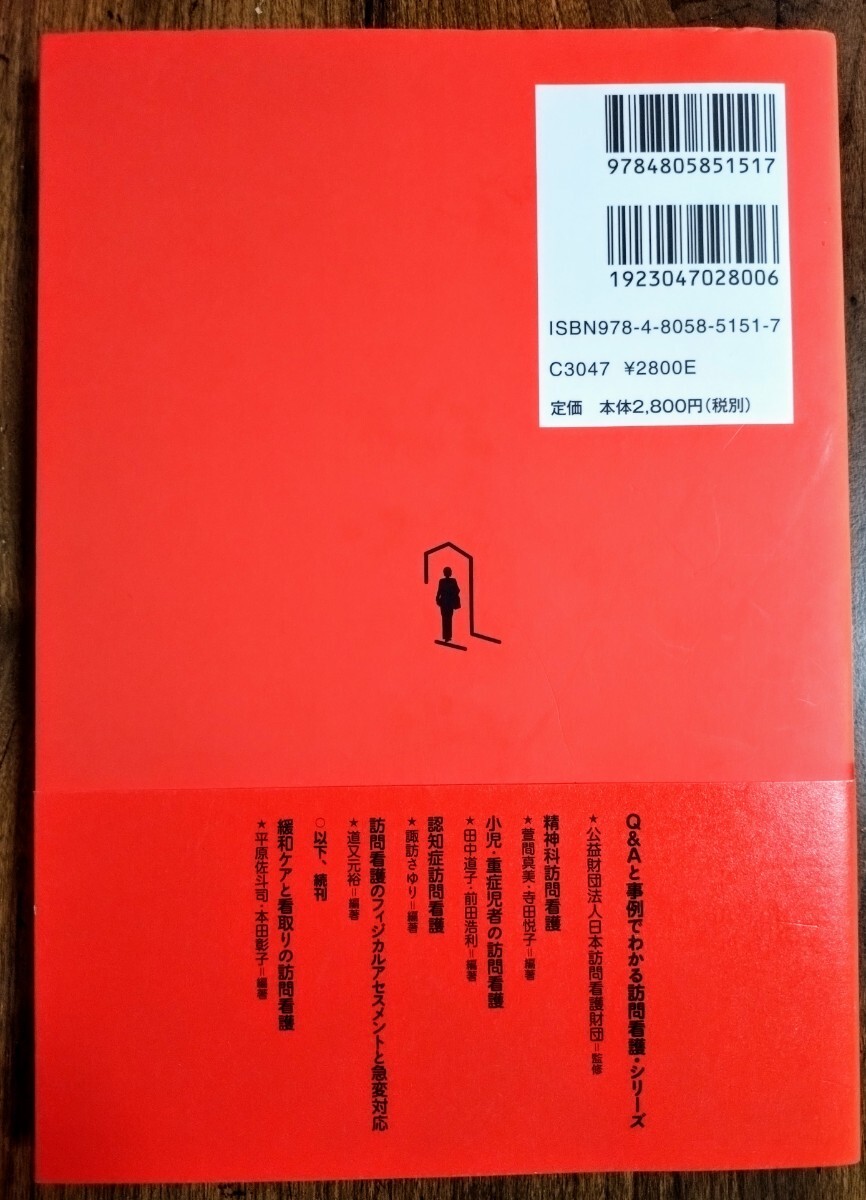 9784805851517
1923047028006
ISBN978-4-8058-5151-7
C3047 ¥2800E
定価 本体2,800円(税別)
Q&Aと事例でわかる訪問看護・シリーズ
★公益財団法人日本訪問看護財団=監修
精神科訪問看護
★萱間真美・寺田悦子=編著
小児・重症児者の訪問看護
★田中道子・前田浩利=編著
認知症訪問看護
★諏訪さゆり=編著
訪問看護のフィジカルアセスメントと急変対応
★道又元裕=編著
○以下、続刊
緩和ケアと看取りの訪問看護
★平原佐斗司・本田彰子=編著